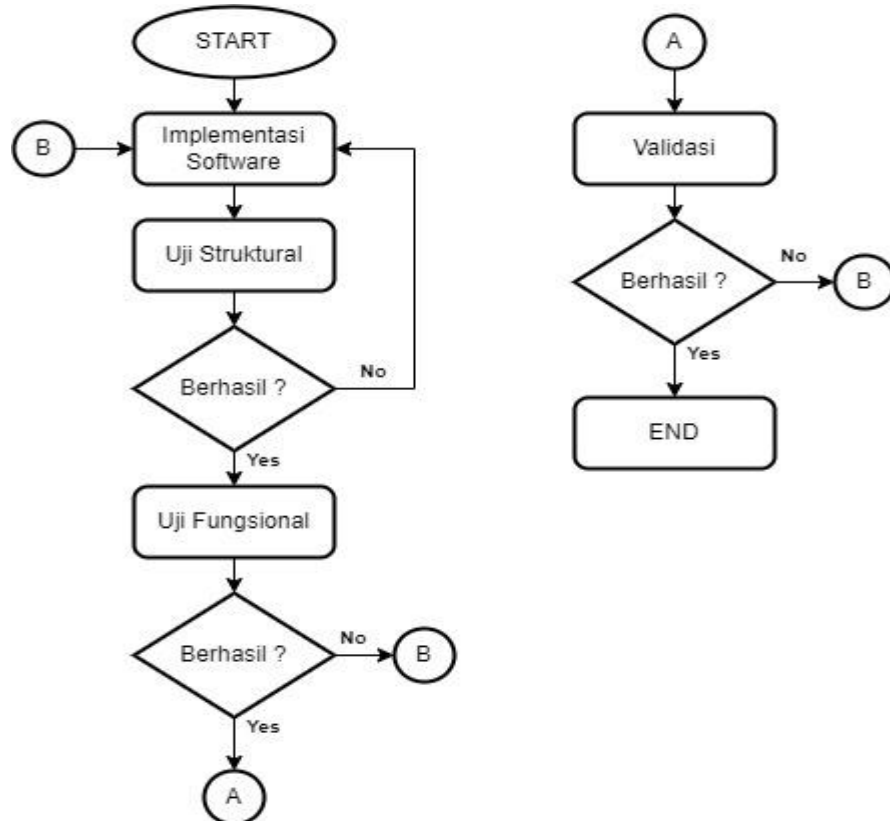 START
B
Implementasi
Software
Uji Struktural
Berhasil ?
No
Yes
Uji Fungsional
Berhasil ?
No
B
Yes
A
A
Validasi
Berhasil ?
No
B
Yes
END